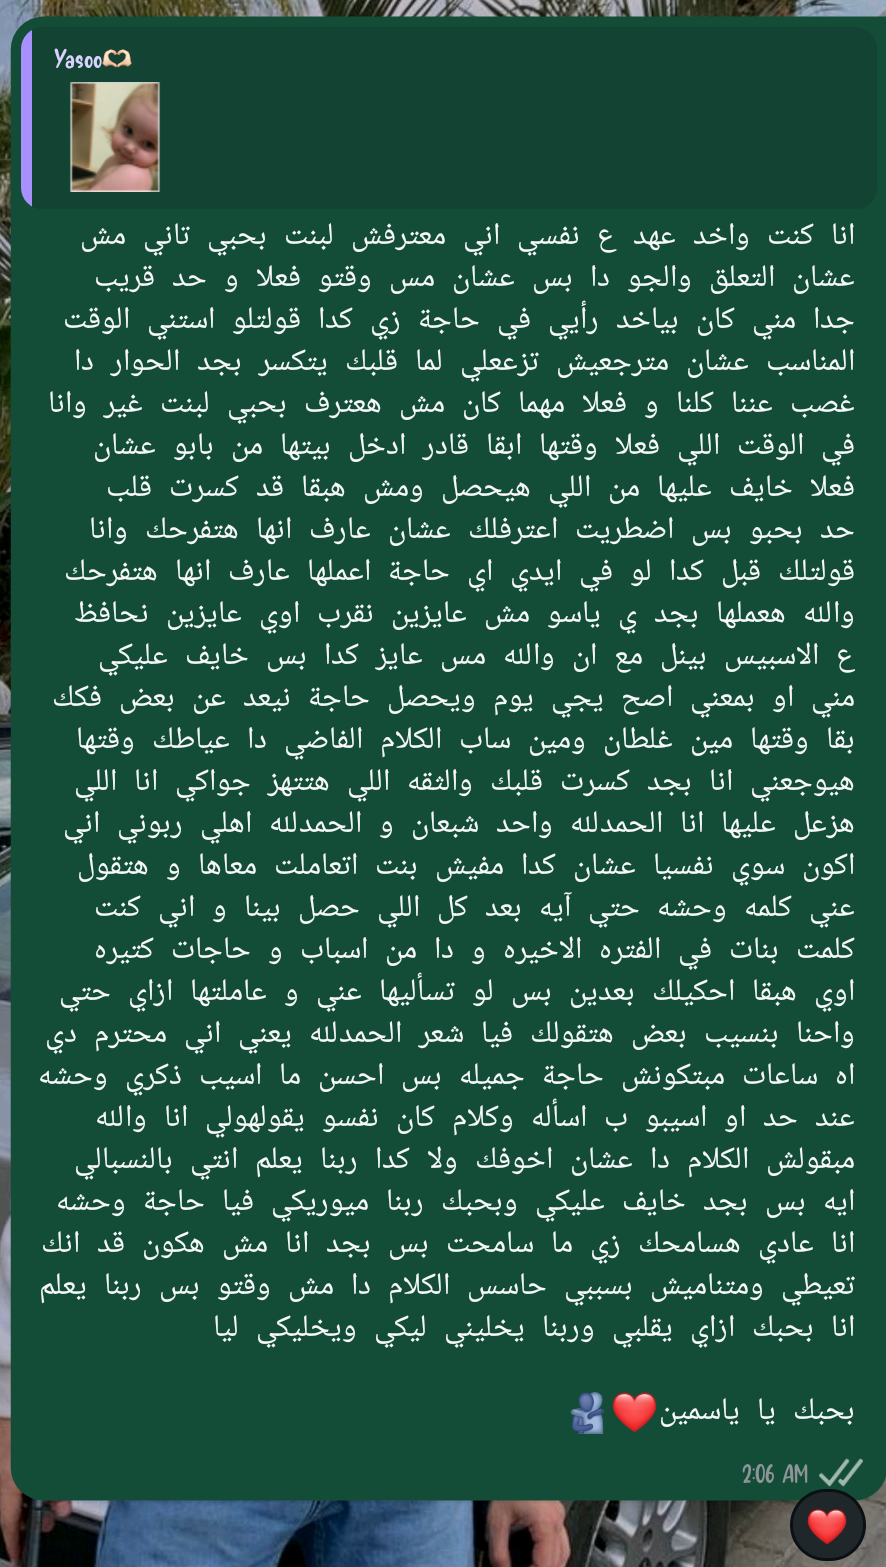 Yasoo🫶🏻
انا كنت واخد عهد ع نفسي اني معترفش لبنت بحبي تاني مش
عشان التعلق والجو دا بس عشان مس وقتو فعلا و حد قريب
جدا مني كان بياخد رأيي في حاجة زي كدا قولتلو استني الوقت
المناسب عشان مترجعيش تزععلي لما قلبك يتكسر بجد الحوار دا
غصب عننا كلنا و فعلا مهما كان مش هعترف بحبي لبنت غير وانا
في الوقت اللي فعلا وقتها ابقا قادر ادخل بيتها من بابو عشان
فعلا خايف عليها من اللي هيحصل ومش هبقا قد كسرت قلب
حد بحبو بس اضطريت اعترفلك عشان عارف انها هتفرحك وانا
قولتلك قبل كدا لو في ايدي اي حاجة اعملها عارف انها هتفرحك
والله هعملها بجد ي ياسو مش عايزين نقرب اوي عايزين نحافظ
ع الاسبيس بينل مع ان والله مس عايز كدا بس خايف عليكي
مني او بمعني اصح يجي يوم ويحصل حاجة نيعد عن بعض فكك
بقا وقتها مين غلطان ومين ساب الكلام الفاضي دا عياطك وقتها
هيوجعني انا بجد كسرت قلبك والثقه اللي هتتهز جواكي انا اللي
هزعل عليها انا الحمدلله واحد شبعان و الحمدلله اهلي ربوني اني
اكون سوي نفسيا عشان كدا مفيش بنت اتعاملت معاها و هتقول
عني كلمه وحشه حتي آيه بعد كل اللي حصل بينا و اني كنت
كلمت بنات في الفتره الاخيره و دا من اسباب و حاجات كتيره
اوي هبقا احكيلك بعدين بس لو تسأليها عني و عاملتها ازاي حتي
واحنا بنسيب بعض هتقولك فيا شعر الحمدلله يعني اني محترم دي
اه ساعات مبتكونش حاجة جميله بس احسن ما اسيب ذكري وحشه
عند حد او اسيبو ب اسأله وكلام كان نفسو يقولهولي انا والله
مبقولش الكلام دا عشان اخوفك ولا كدا ربنا يعلم انتي بالنسبالي
ايه بس بجد خايف عليكي وبحبك ربنا ميوريكي فيا حاجة وحشه
انا عادي هسامحك زي ما سامحت بس بجد انا مش هكون قد انك
تعيطي ومتناميش بسببي حاسس الكلام دا مش وقتو بس ربنا يعلم
انا بحبك ازاي يقلبي وربنا يخليني ليكي ويخليكي ليا
بحبك يا ياسمين❤️🫂
2:06 AM